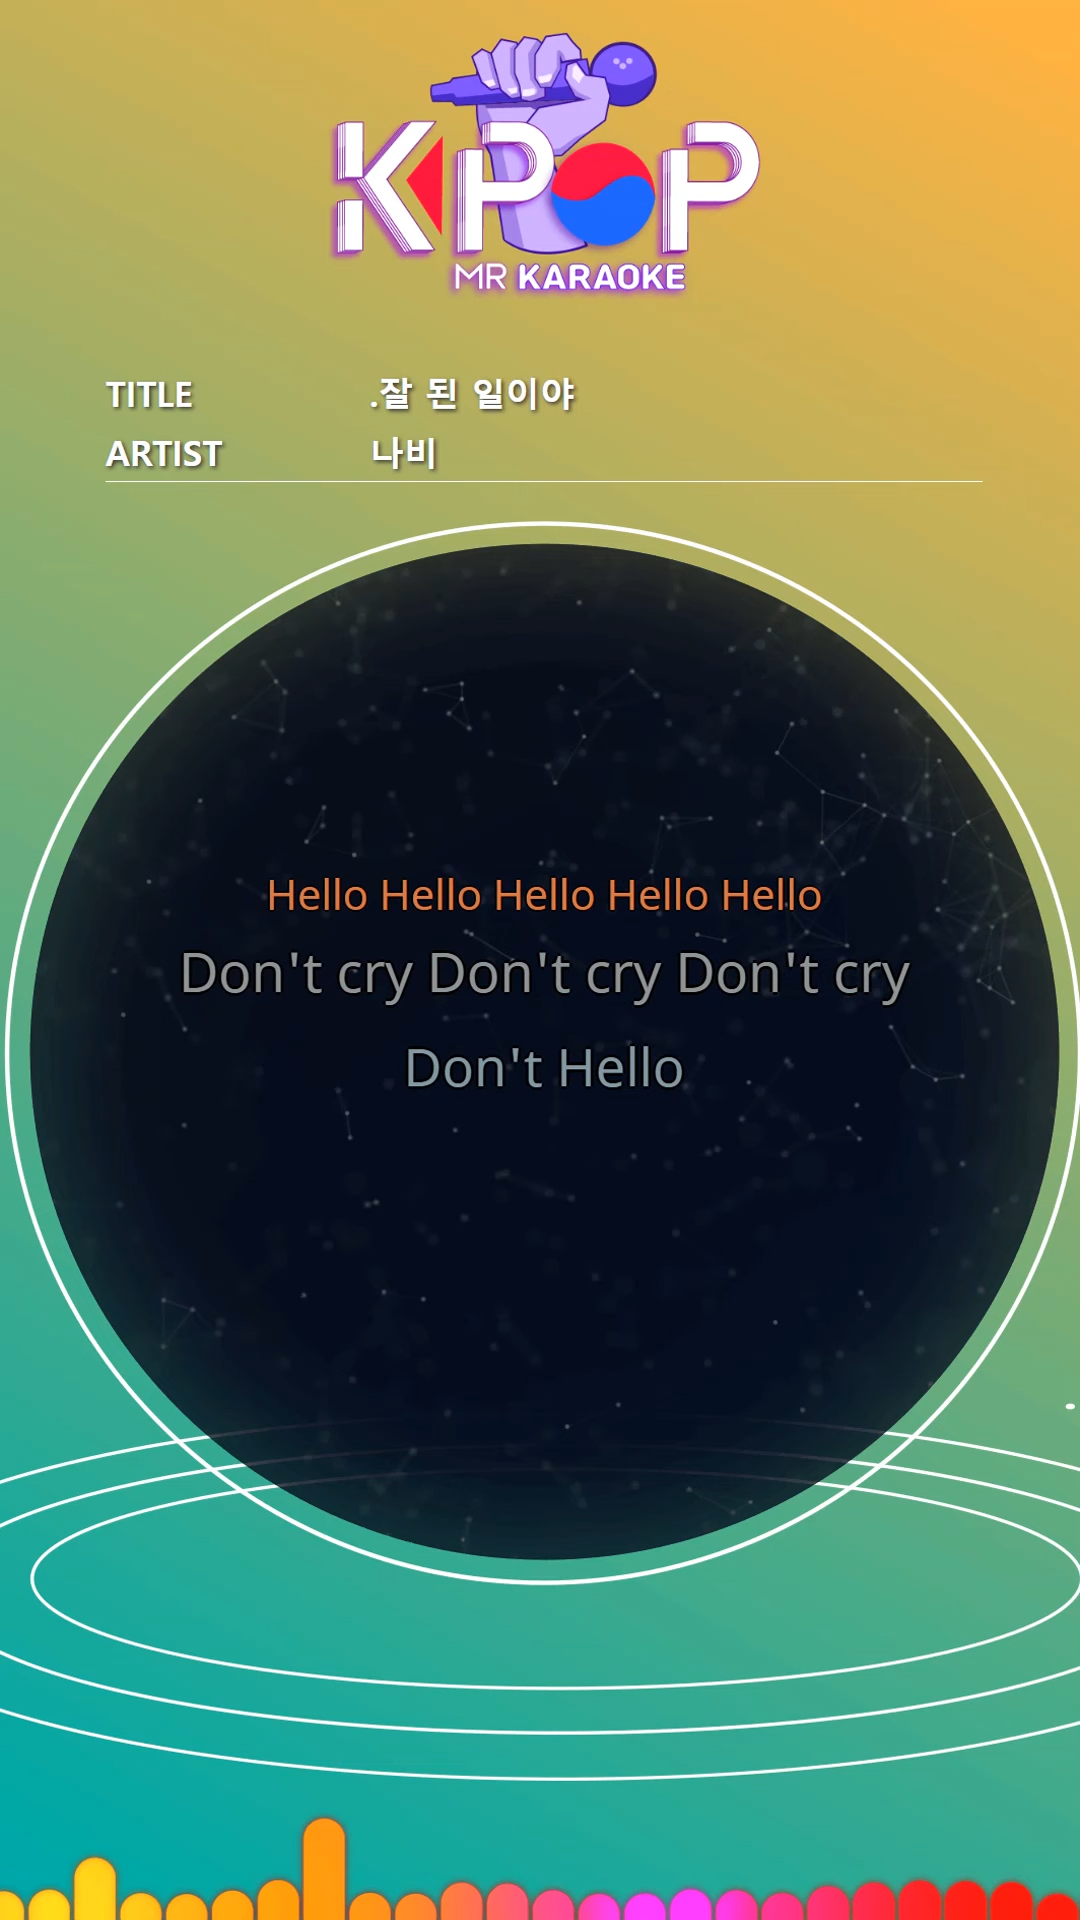 KPOP
MR KARAOKE
TITLE .잘 된 일이야
ARTIST 나비
Hello Hello Hello Hello Hello
Don't cry Don't cry Don't cry
Don't Hello